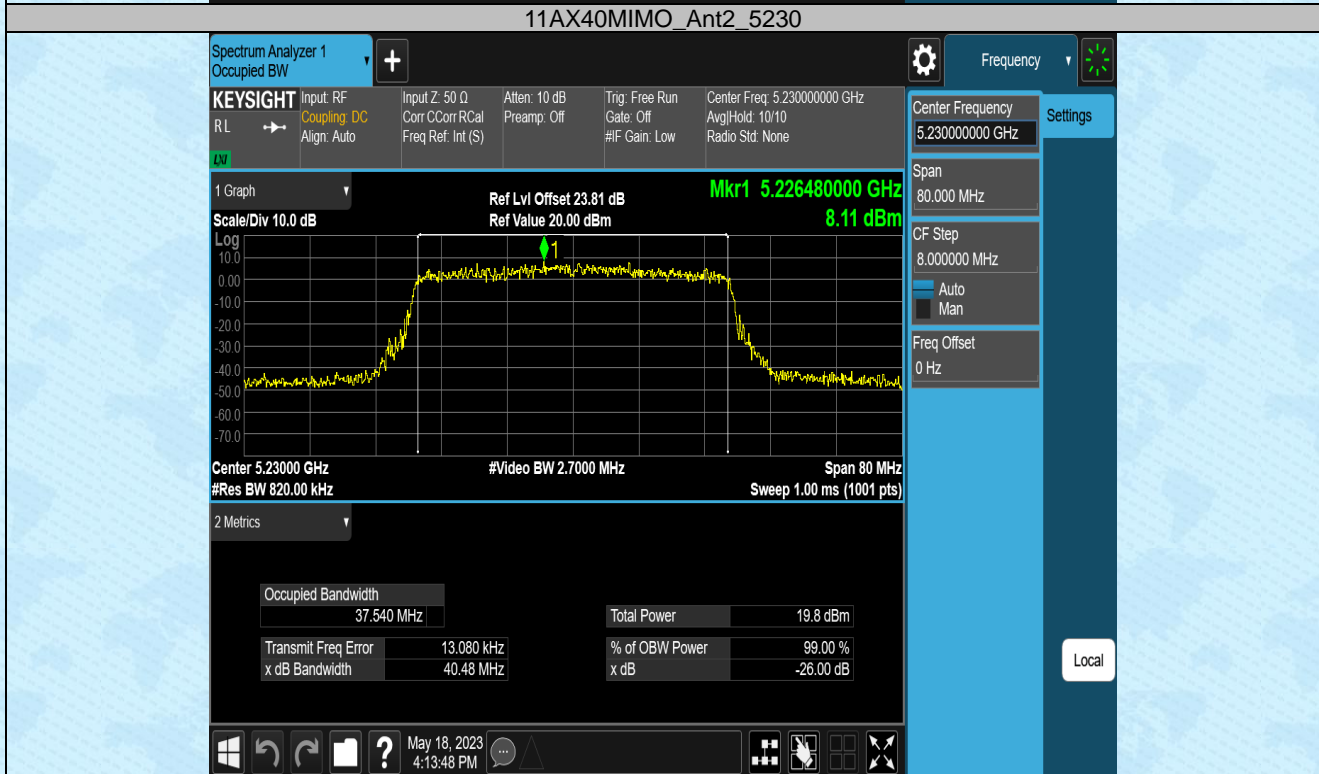 11AX40MIMO_Ant2_5230
Spectrum Analyzer 1
Occupied BW
+
Frequency
KEYSIGHT
R L
LXI
Input: RF
Coupling: DC
Align: Auto
Input Z: 50 Ω
Corr CCorr RCal
Freq Ref: Int (S)
Atten: 10 dB
Preamp: Off
Trig: Free Run
Gate: Off
#IF Gain: Low
Center Freq: 5.230000000 GHz
Avg|Hold: 10/10
Radio Std: None
Center Frequency
5.230000000 GHz
Settings
Span
80.000 MHz
CF Step
8.000000 MHz
Auto
Man
Freq Offset
0 Hz
Local
1 Graph
Scale/Div 10.0 dB
Ref Lvl Offset 23.81 dB
Ref Value 20.00 dBm
Mkr1 5.226480000 GHz
8.11 dBm
Log
10.0
0.00
-10.0
-20.0
-30.0
-40.0
-50.0
-60.0
-70.0
1
Center 5.23000 GHz
#Video BW 2.7000 MHz
Span 80 MHz
#Res BW 820.00 kHz
Sweep 1.00 ms (1001 pts)
2 Metrics
Occupied Bandwidth
37.540 MHz
Total Power 19.8 dBm
Transmit Freq Error 13.080 kHz
% of OBW Power 99.00 %
x dB Bandwidth 40.48 MHz
x dB -26.00 dB
?
May 18, 2023
4:13:48 PM